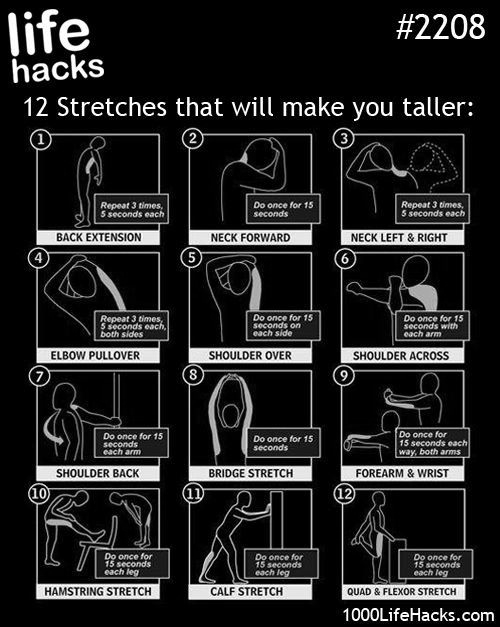 life
hacks
#2208
12 Stretches that will make you taller:
1
Repeat 3 times,
5 seconds each
BACK EXTENSION
2
Do once for 15
seconds
NECK FORWARD
3
Repeat 3 times,
5 seconds each
NECK LEFT & RIGHT
4
Repeat 3 times,
5 seconds each,
both sides
ELBOW PULLOVER
5
Do once for 15
seconds on
each side
SHOULDER OVER
6
Do once for 15
seconds with
each arm
SHOULDER ACROSS
7
Do once for 15
seconds
each arm
SHOULDER BACK
8
Do once for 15
seconds
BRIDGE STRETCH
9
Do once for
15 seconds each
way, both arms
FOREARM & WRIST
10
Do once for
15 seconds
each leg
HAMSTRING STRETCH
11
Do once for
15 seconds
each leg
CALF STRETCH
12
Do once for
15 seconds
each leg
QUAD & FLEXOR STRETCH
1000LifeHacks.com